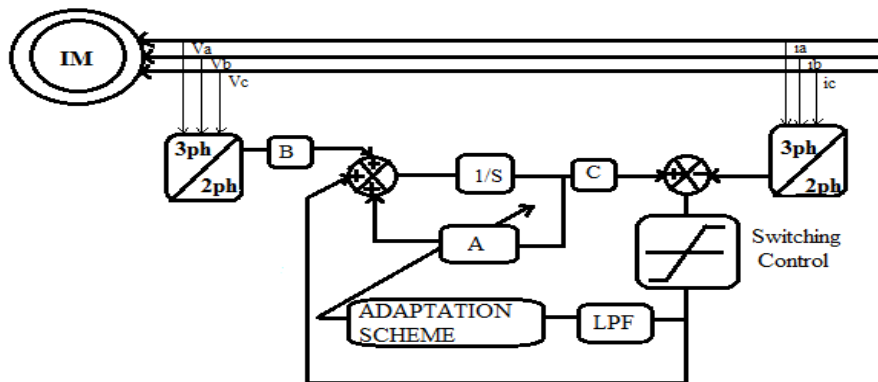 IM
Va
Vb
Vc
ia
ib
ic
3ph
2ph
B
+
+
+
1/S
C
+
−
3ph
2ph
A
Switching
Control
ADAPTATION
SCHEME
LPF